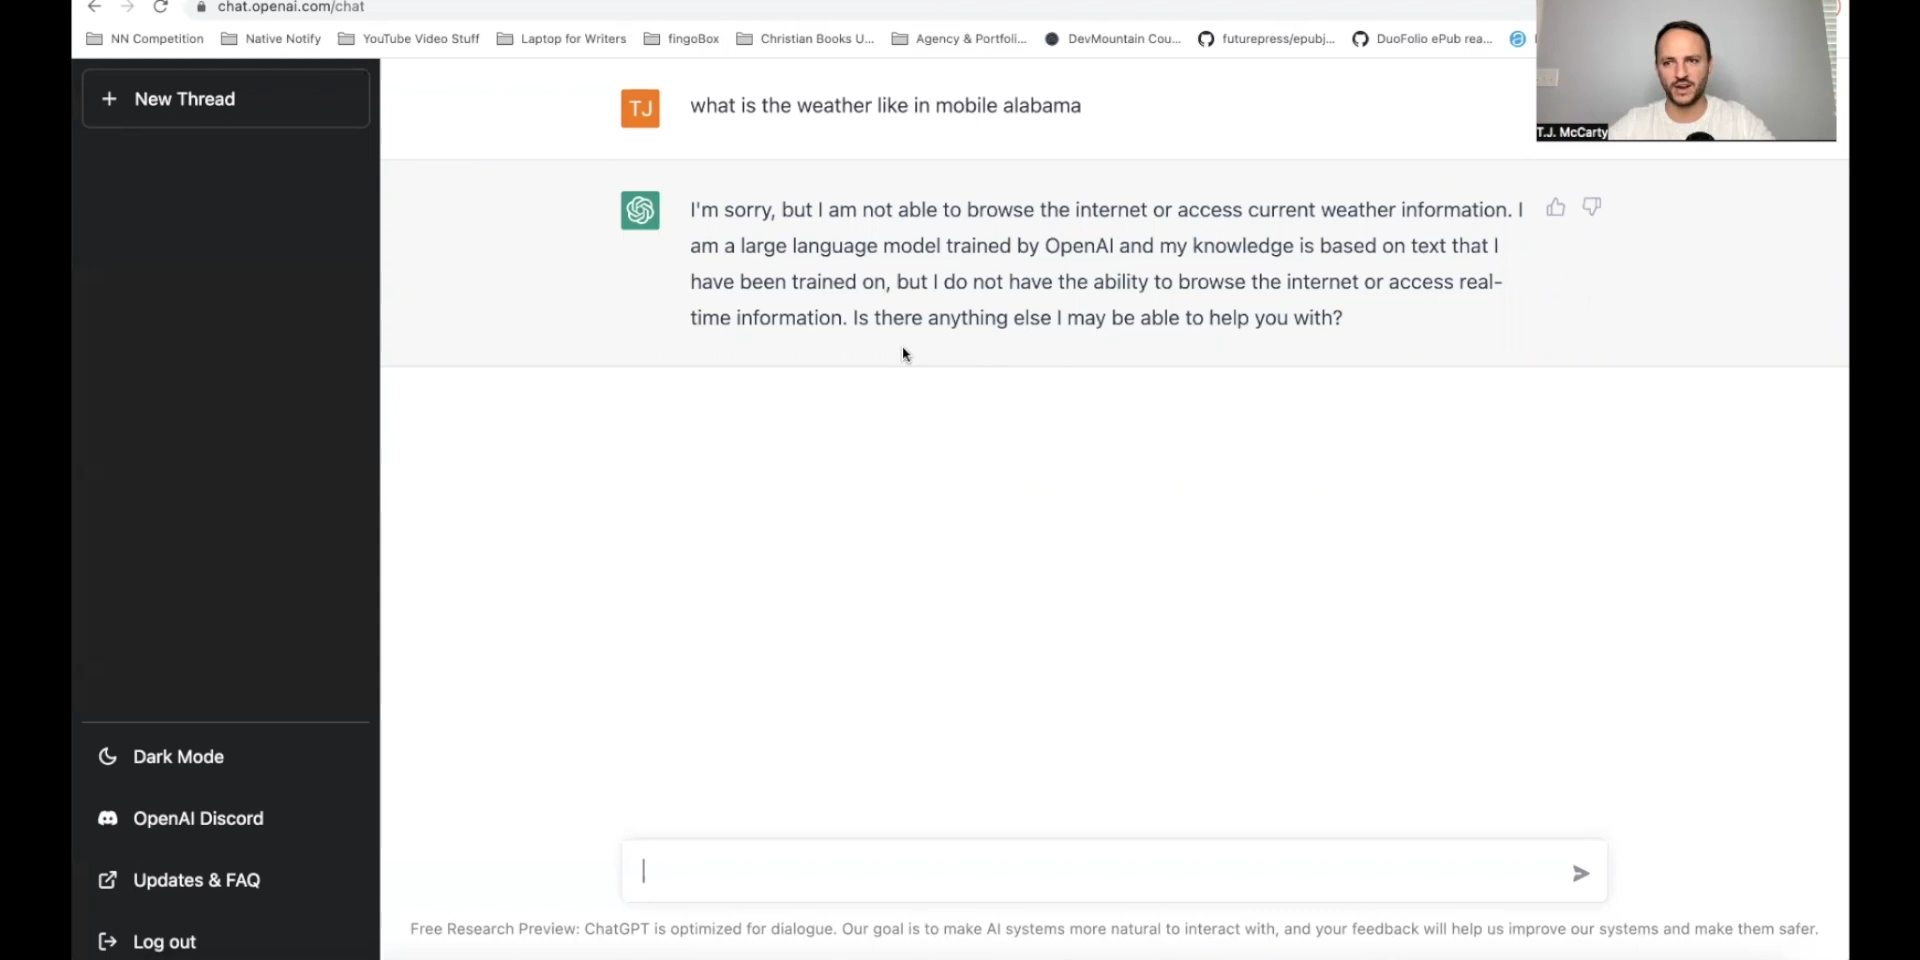 chat.openai.com/chat
NN Competition
Native Notify
YouTube Video Stuff
Laptop for Writers
fingoBox
Christian Books U...
Agency & Portfoli...
DevMountain Cou...
futurepress/epubj...
DuoFolio ePub rea...
T.J. McCarty
New Thread
TJ
what is the weather like in mobile alabama
I'm sorry, but I am not able to browse the internet or access current weather information. I
am a large language model trained by OpenAI and my knowledge is based on text that I
have been trained on, but I do not have the ability to browse the internet or access real-
time information. Is there anything else I may be able to help you with?
Dark Mode
OpenAI Discord
Updates & FAQ
Log out
Free Research Preview: ChatGPT is optimized for dialogue. Our goal is to make AI systems more natural to interact with, and your feedback will help us improve our systems and make them safer.